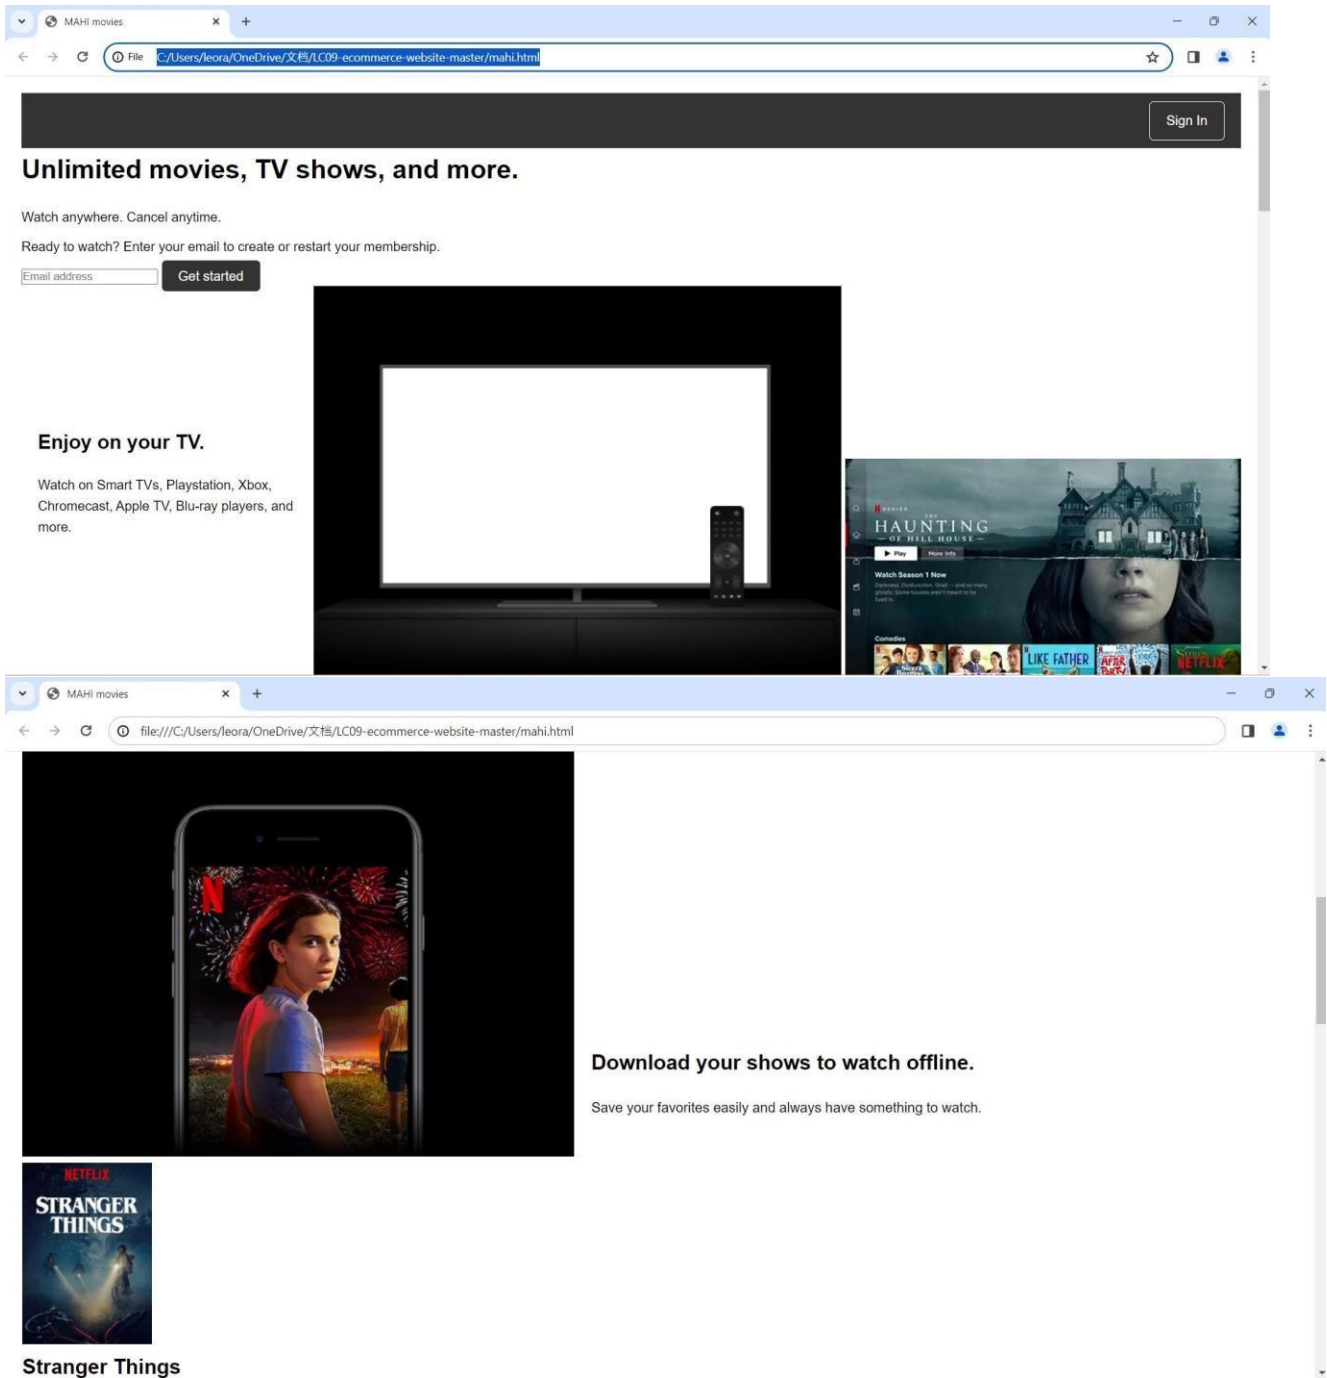 MAHI movies
File C:/Users/leora/OneDrive/文档/LC09-ecommerce-website-master/mahi.html
Sign In
Unlimited movies, TV shows, and more.
Watch anywhere. Cancel anytime.
Ready to watch? Enter your email to create or restart your membership.
Email address Get started
Enjoy on your TV.
Watch on Smart TVs, Playstation, Xbox,
Chromecast, Apple TV, Blu-ray players, and
more.
N SERIES
THE
HAUNTING
OF HILL HOUSE
Play More Info
Watch Season 1 Now
Comedies
LIKE FATHER
AFTER
PARTY
NETFLIX
MAHI movies
file:///C:/Users/leora/OneDrive/文档/LC09-ecommerce-website-master/mahi.html
N
Download your shows to watch offline.
Save your favorites easily and always have something to watch.
NETFLIX
STRANGER
THINGS
Stranger Things